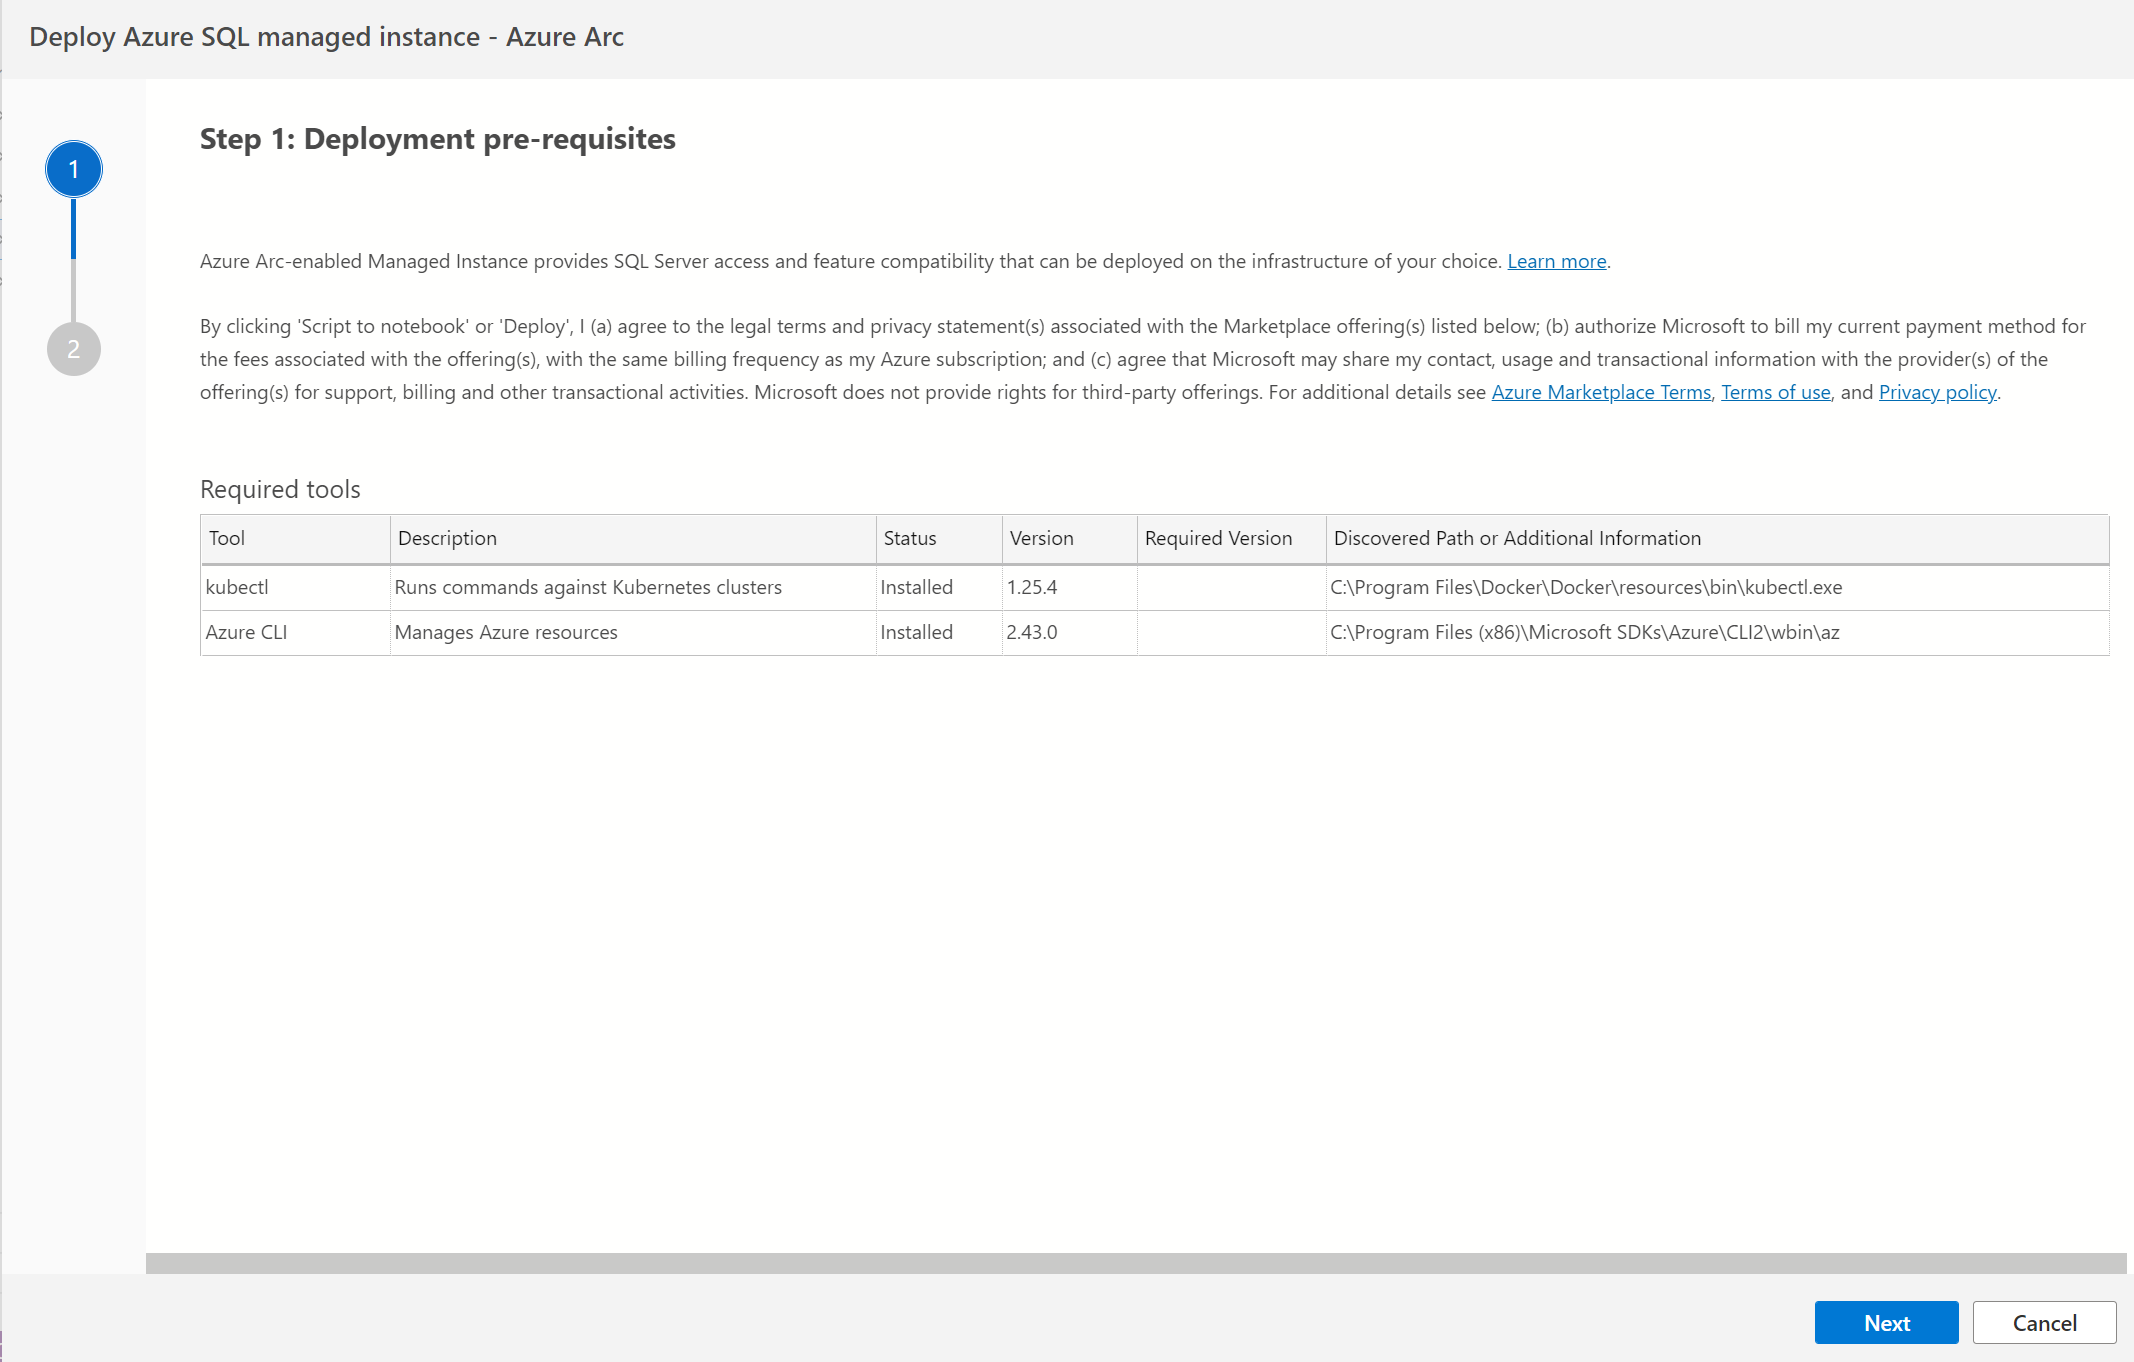 Deploy Azure SQL managed instance - Azure Arc
1
2
Step 1: Deployment pre-requisites
Azure Arc-enabled Managed Instance provides SQL Server access and feature compatibility that can be deployed on the infrastructure of your choice. Learn more.
By clicking 'Script to notebook' or 'Deploy', I (a) agree to the legal terms and privacy statement(s) associated with the Marketplace offering(s) listed below; (b) authorize Microsoft to bill my current payment method for
the fees associated with the offering(s), with the same billing frequency as my Azure subscription; and (c) agree that Microsoft may share my contact, usage and transactional information with the provider(s) of the
offering(s) for support, billing and other transactional activities. Microsoft does not provide rights for third-party offerings. For additional details see Azure Marketplace Terms, Terms of use, and Privacy policy.
Required tools
Tool Description Status Version Required Version Discovered Path or Additional Information
kubectl Runs commands against Kubernetes clusters Installed 1.25.4 C:\Program Files\Docker\Docker\resources\bin\kubectl.exe
Azure CLI Manages Azure resources Installed 2.43.0 C:\Program Files (x86)\Microsoft SDKs\Azure\CLI2\wbin\az
Next Cancel